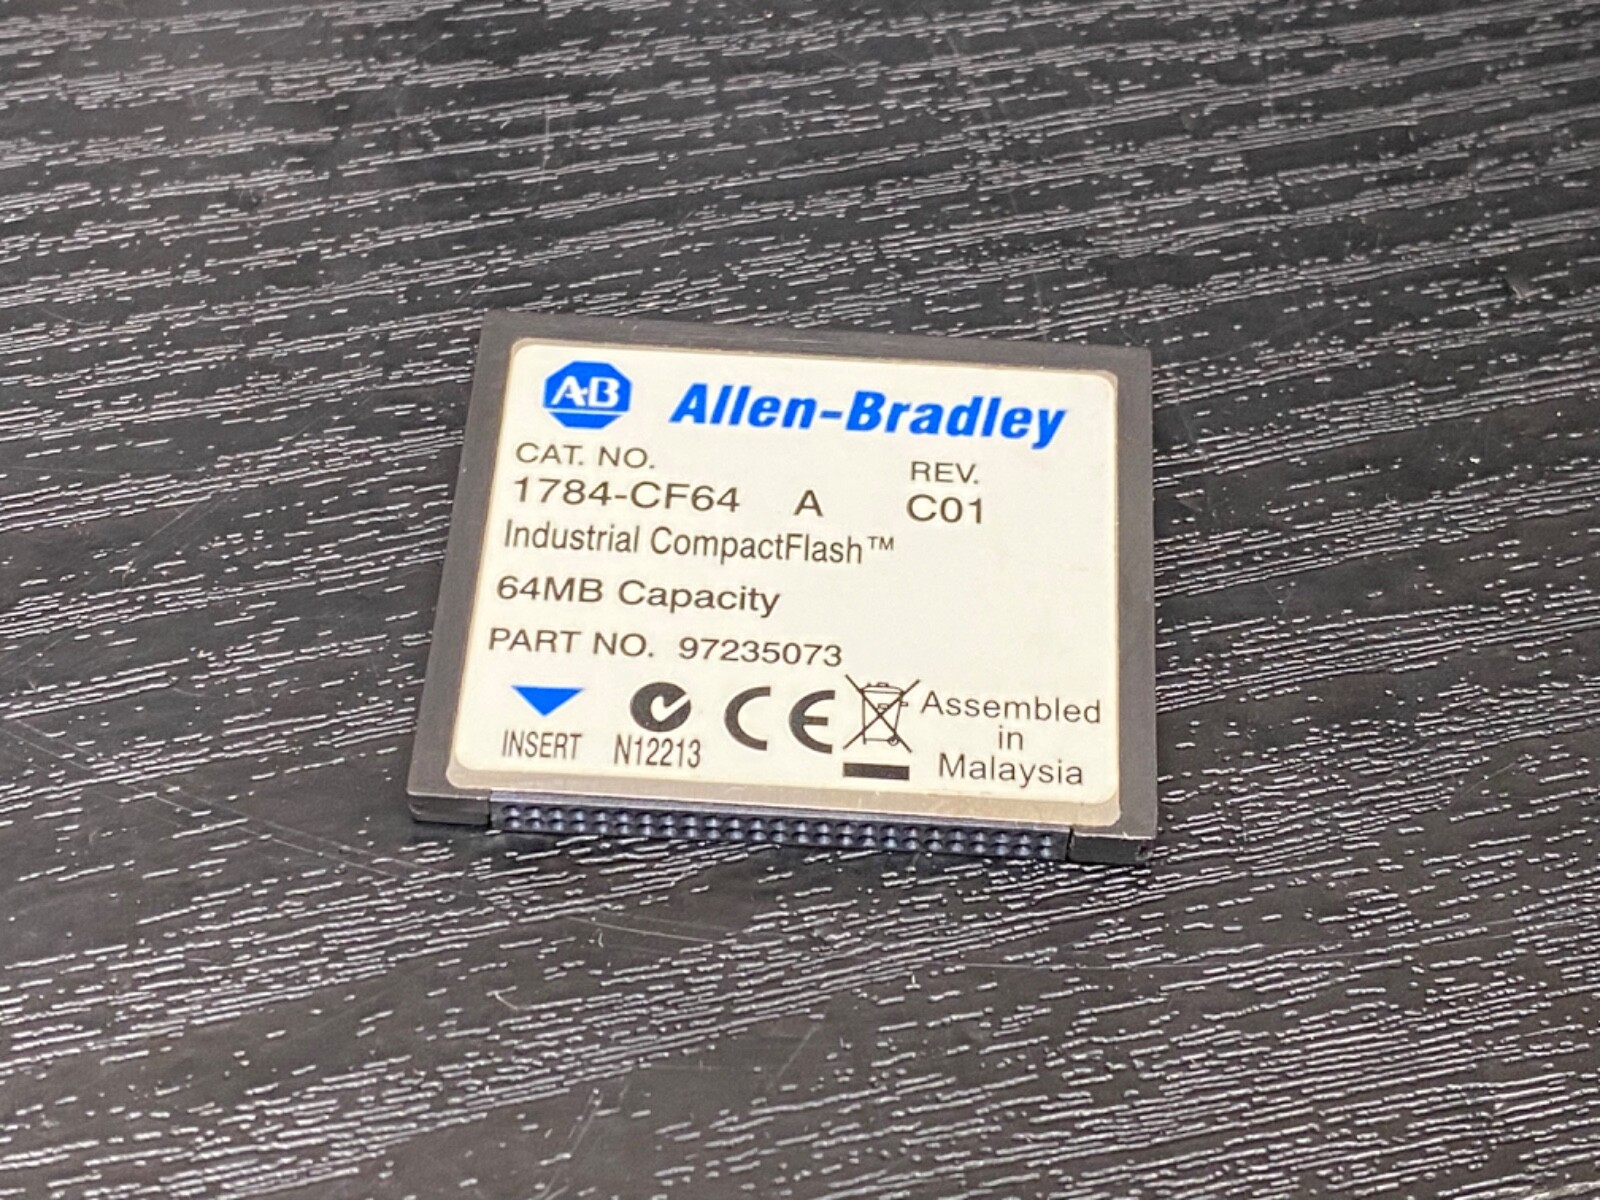 A-B Allen-Bradley
CAT. NO. REV.
1784-CF64 A C01
Industrial CompactFlash™
64MB Capacity
PART NO. 97235073
INSERT N12213 CE Assembled
in
Malaysia